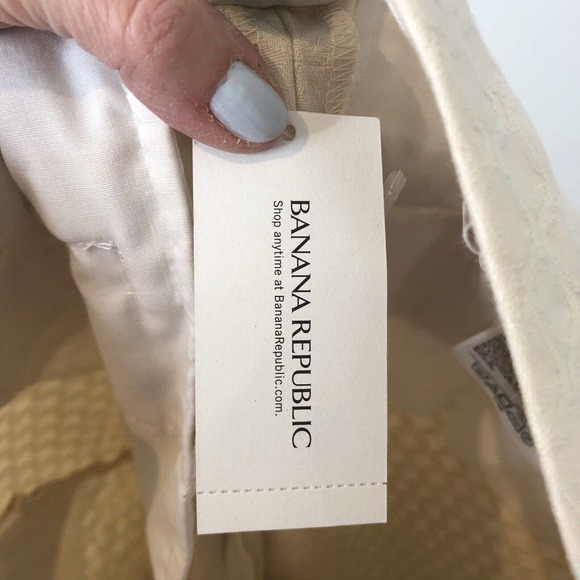 BANANA REPUBLIC
Shop anytime at BananaRepublic.com.